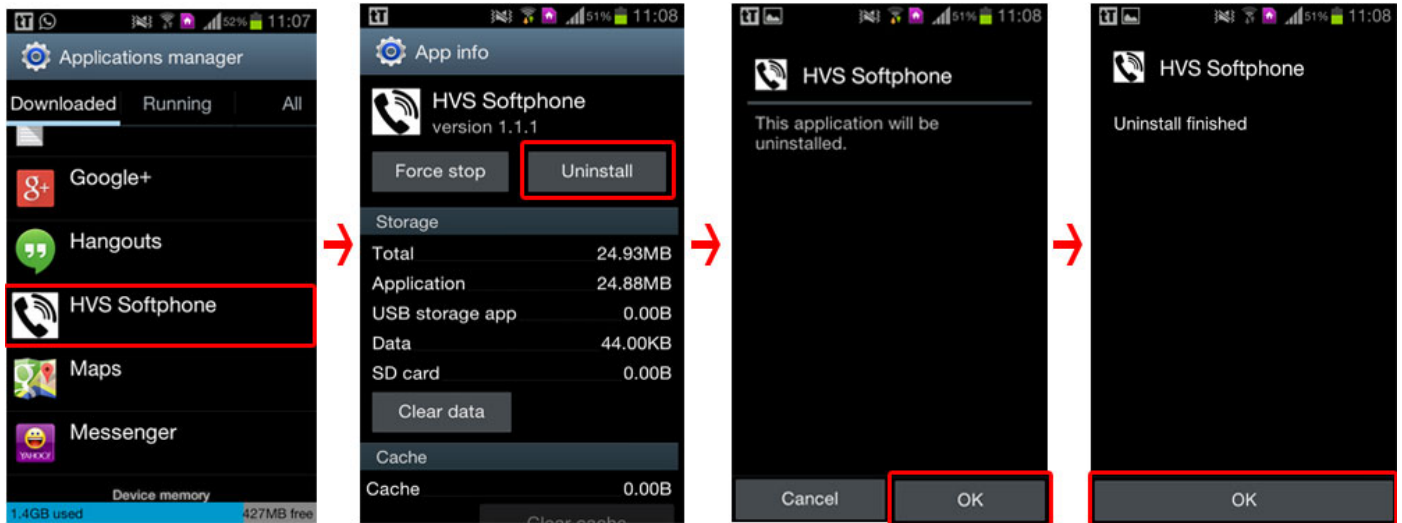 52% 11:07
Applications manager
Downloaded Running All
Google+
Hangouts
HVS Softphone
Maps
Messenger
YAHOO!
Device memory
1.4GB used 427MB free
51% 11:08
App info
HVS Softphone
version 1.1.1
Force stop Uninstall
Storage
Total 24.93MB
Application 24.88MB
USB storage app 0.00B
Data 44.00KB
SD card 0.00B
Clear data
Cache
Cache 0.00B
Clear cache
51% 11:08
HVS Softphone
This application will be
uninstalled.
Cancel OK
51% 11:08
HVS Softphone
Uninstall finished
OK